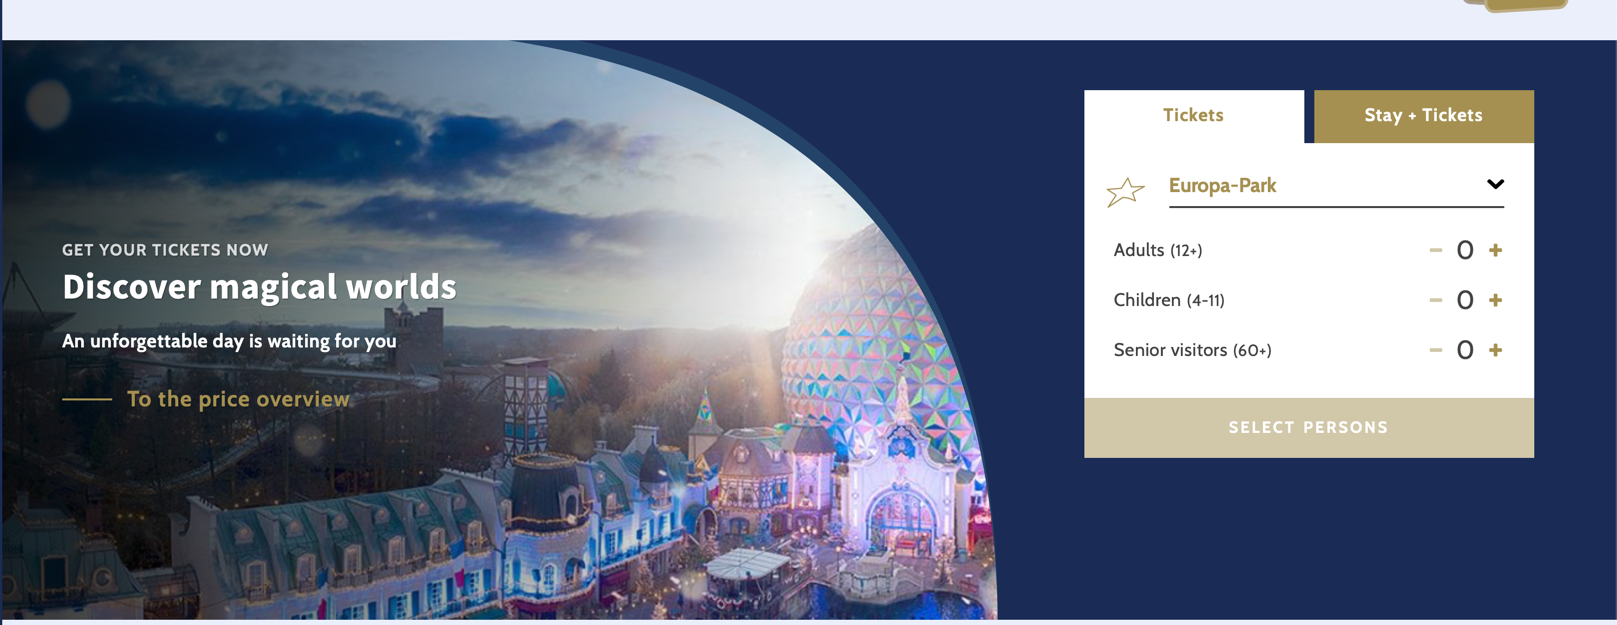 GET YOUR TICKETS NOW
Discover magical worlds
An unforgettable day is waiting for you
To the price overview
Tickets
Stay + Tickets
Europa-Park
Adults (12+)
− 0 +
Children (4-11)
− 0 +
Senior visitors (60+)
− 0 +
SELECT PERSONS